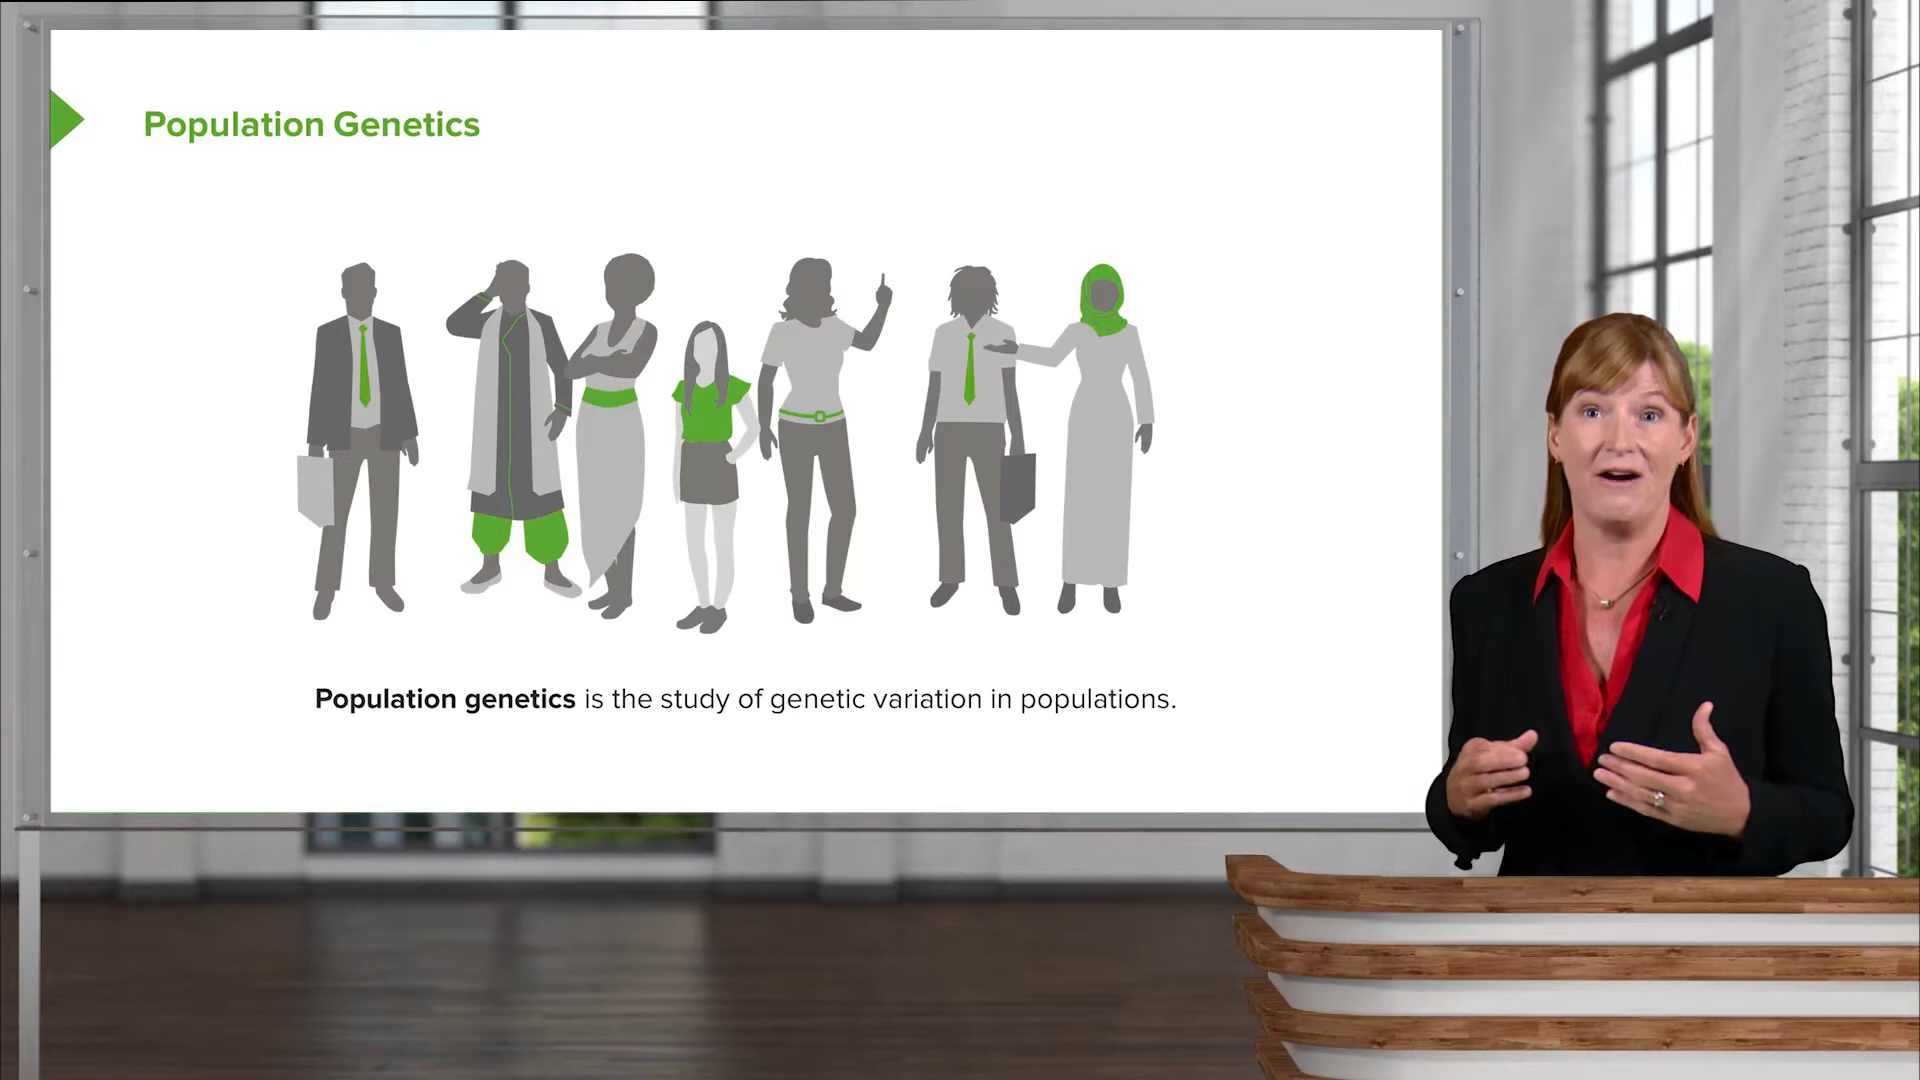 Population Genetics
Population genetics is the study of genetic variation in populations.